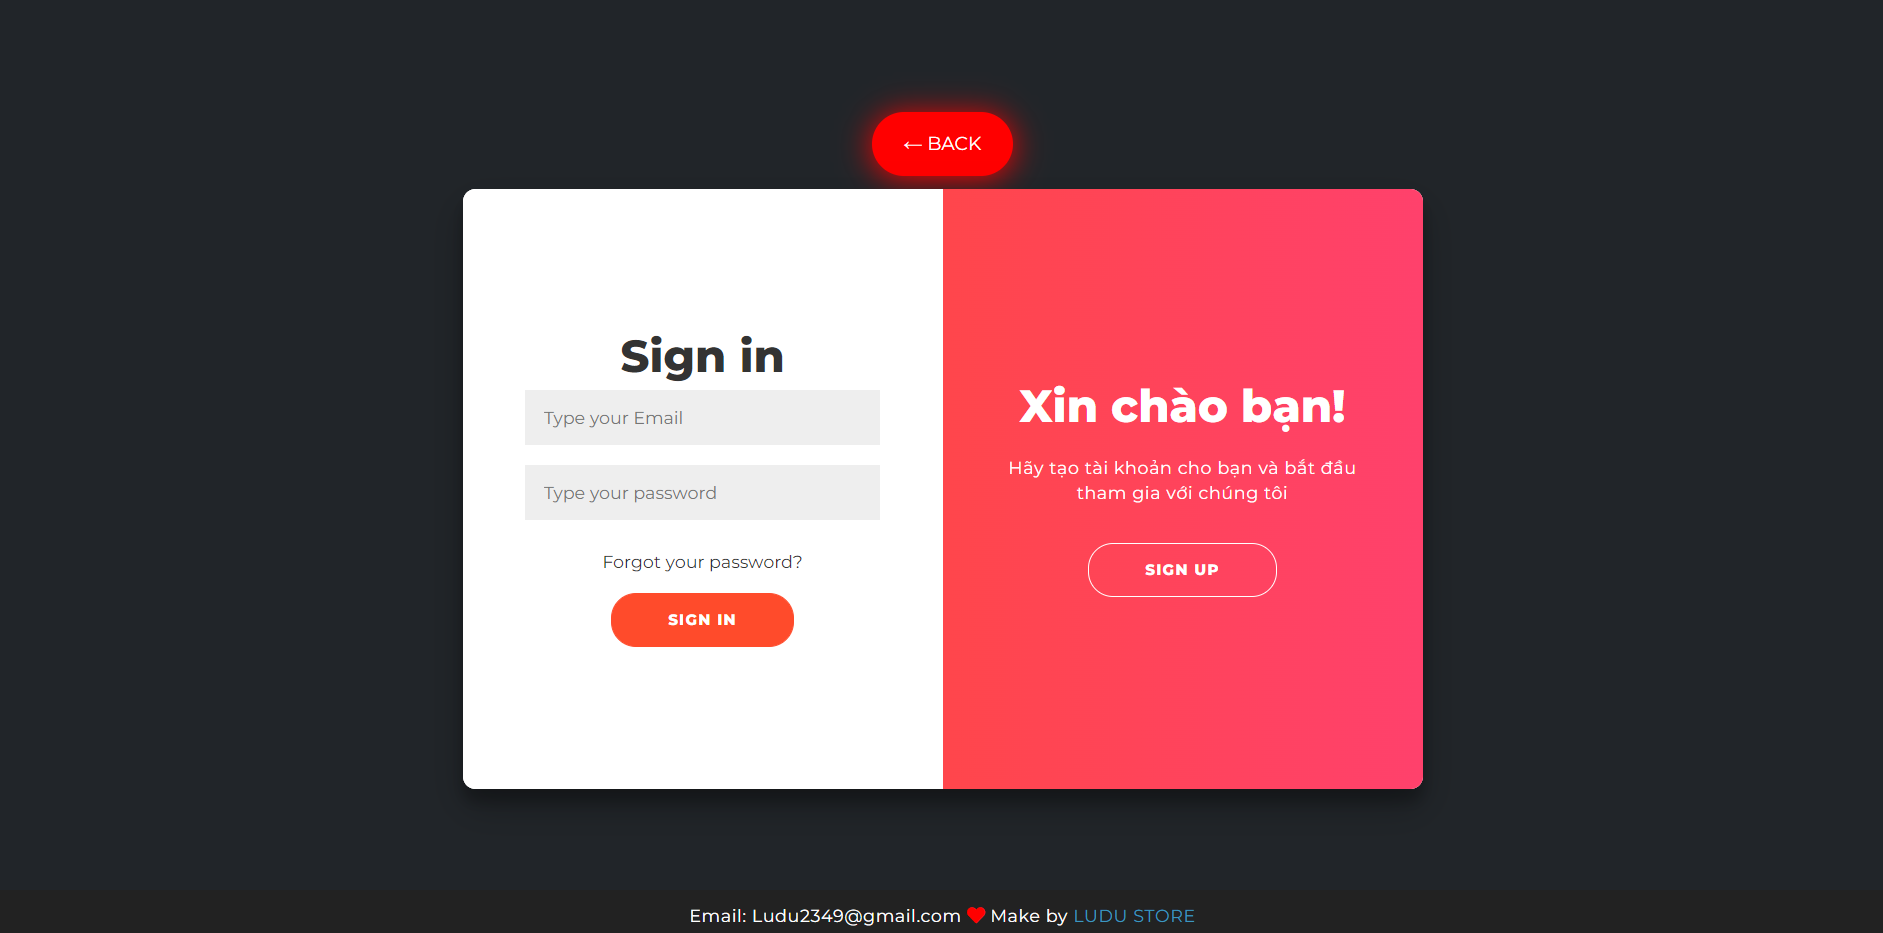 ← BACK
Sign in
Type your Email
Type your password
Forgot your password?
SIGN IN
Xin chào bạn!
Hãy tạo tài khoản cho bạn và bắt đầu
tham gia với chúng tôi
SIGN UP
Email: Ludu2349@gmail.com ❤ Make by LUDU STORE